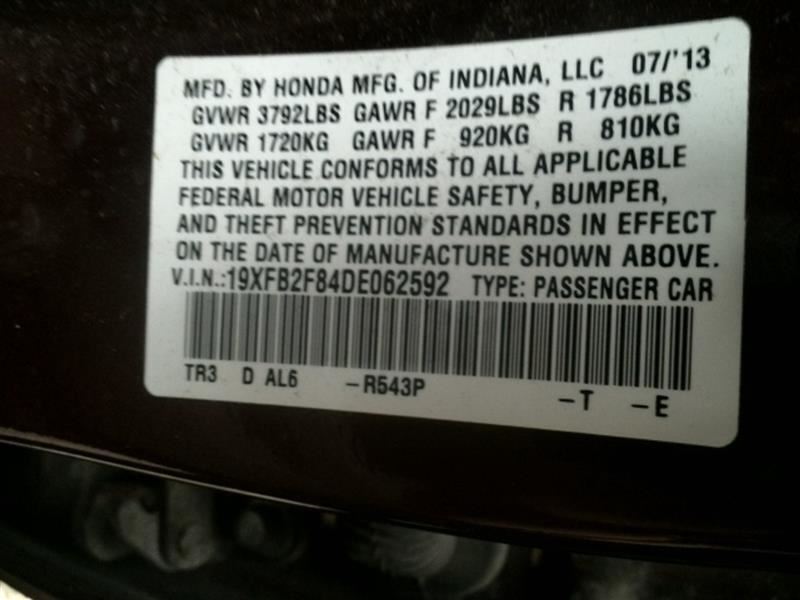 MFD. BY HONDA MFG. OF INDIANA, LLC 07/'13
GVWR 3792LBS GAWR F 2029LBS R 1786LBS
GVWR 1720KG GAWR F 920KG R 810KG
THIS VEHICLE CONFORMS TO ALL APPLICABLE
FEDERAL MOTOR VEHICLE SAFETY, BUMPER,
AND THEFT PREVENTION STANDARDS IN EFFECT
ON THE DATE OF MANUFACTURE SHOWN ABOVE.
V.I.N.:19XFB2F84DE062592 TYPE: PASSENGER CAR
TR3 D AL6 -R543P -T -E